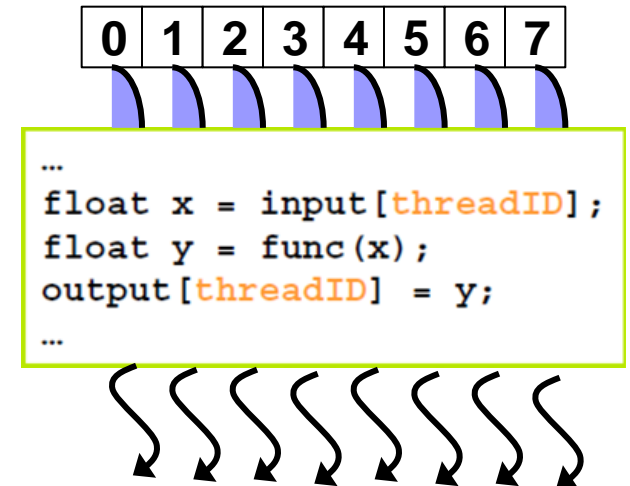 0 1 2 3 4 5 6 7
…
float x = input[threadID];
float y = func(x);
output[threadID] = y;
…